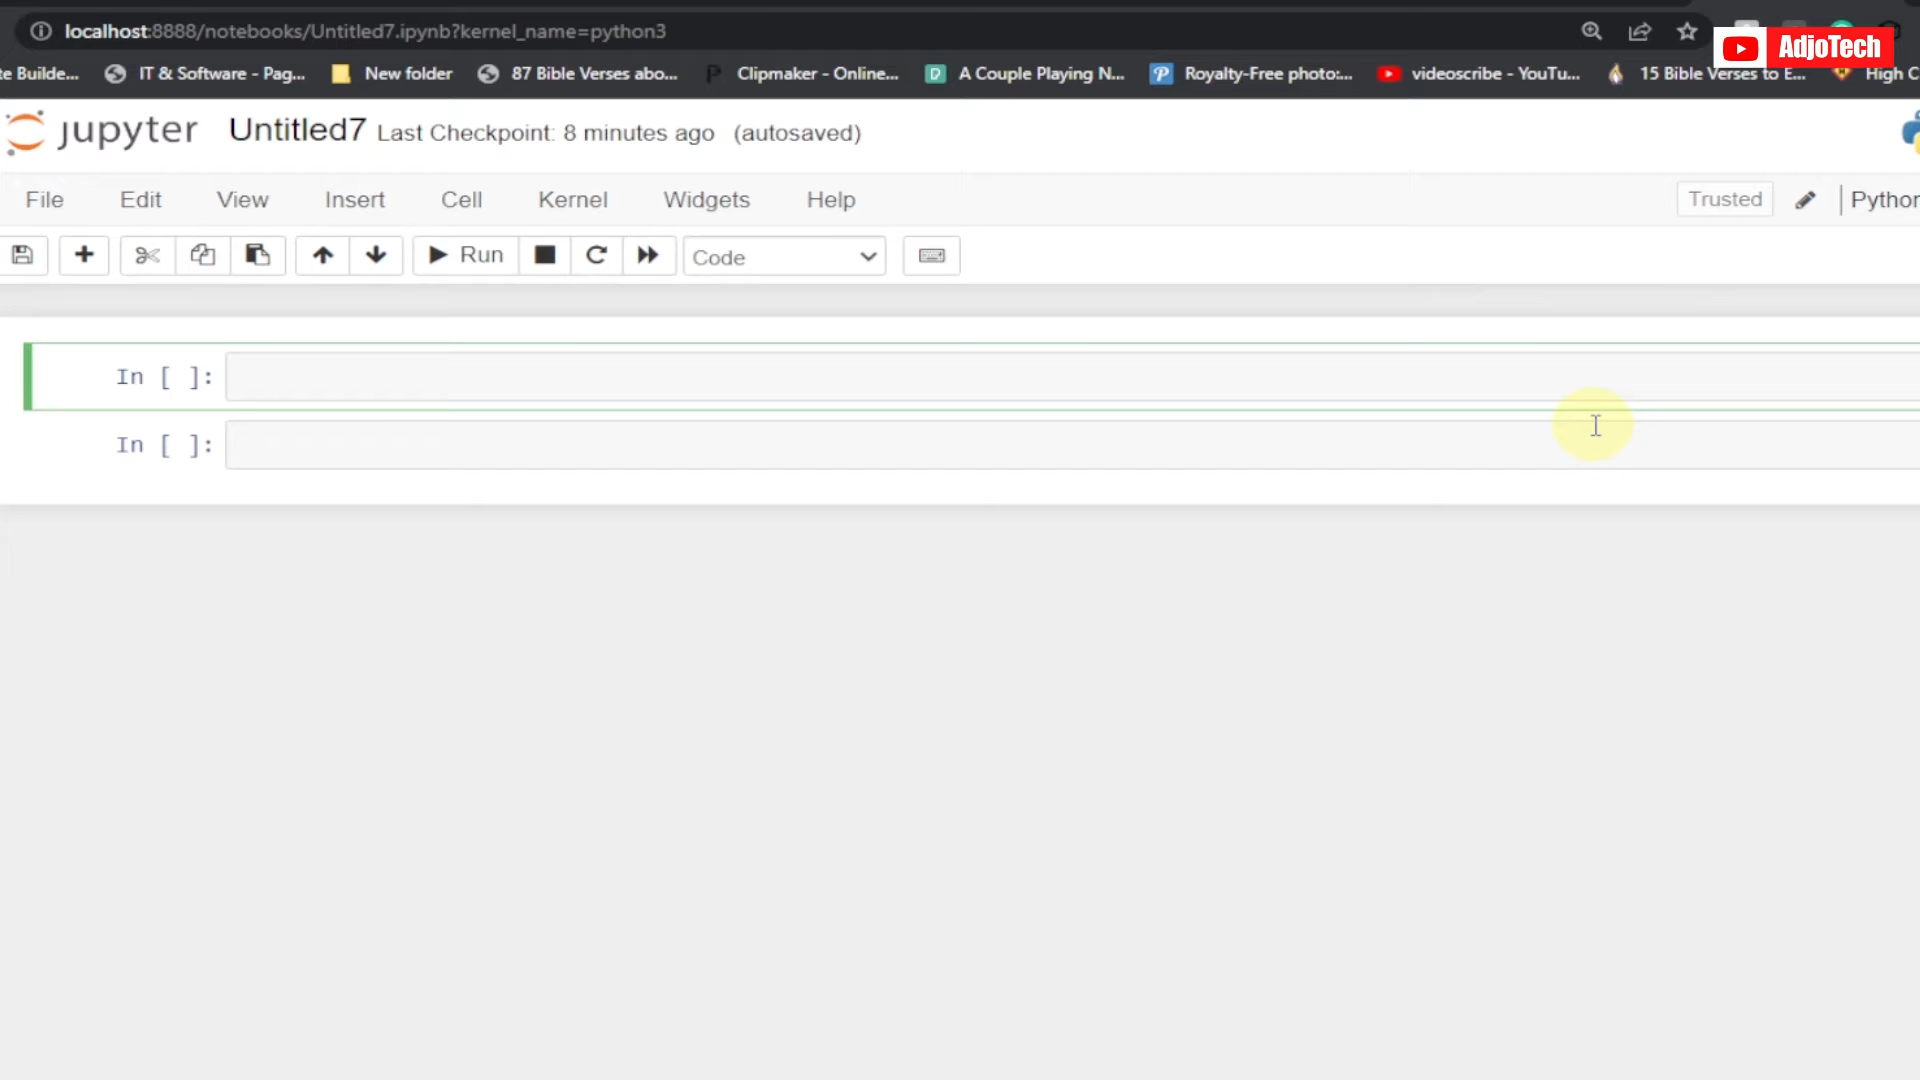 localhost:8888/notebooks/Untitled7.ipynb?kernel_name=python3
AdjoTech
te Builde... IT & Software - Pag... New folder 87 Bible Verses abo... Clipmaker - Online... A Couple Playing N... Royalty-Free photo:... videoscribe - YouTu... 15 Bible Verses to E... High C
jupyter Untitled7 Last Checkpoint: 8 minutes ago (autosaved)
File Edit View Insert Cell Kernel Widgets Help Trusted Python
Run Code
In [ ]:
In [ ]: